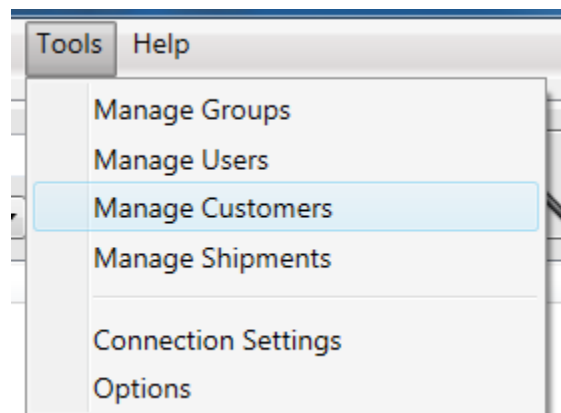 Tools Help
Manage Groups
Manage Users
Manage Customers
Manage Shipments
Connection Settings
Options